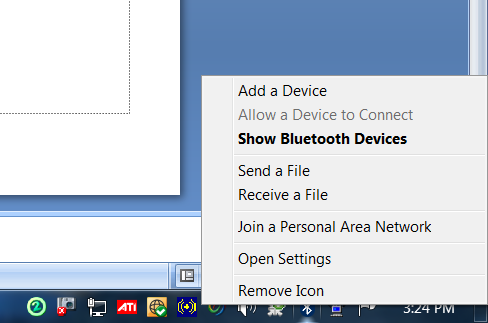 Add a Device
Allow a Device to Connect
Show Bluetooth Devices
Send a File
Receive a File
Join a Personal Area Network
Open Settings
Remove Icon
2
ATI
3:24 PM